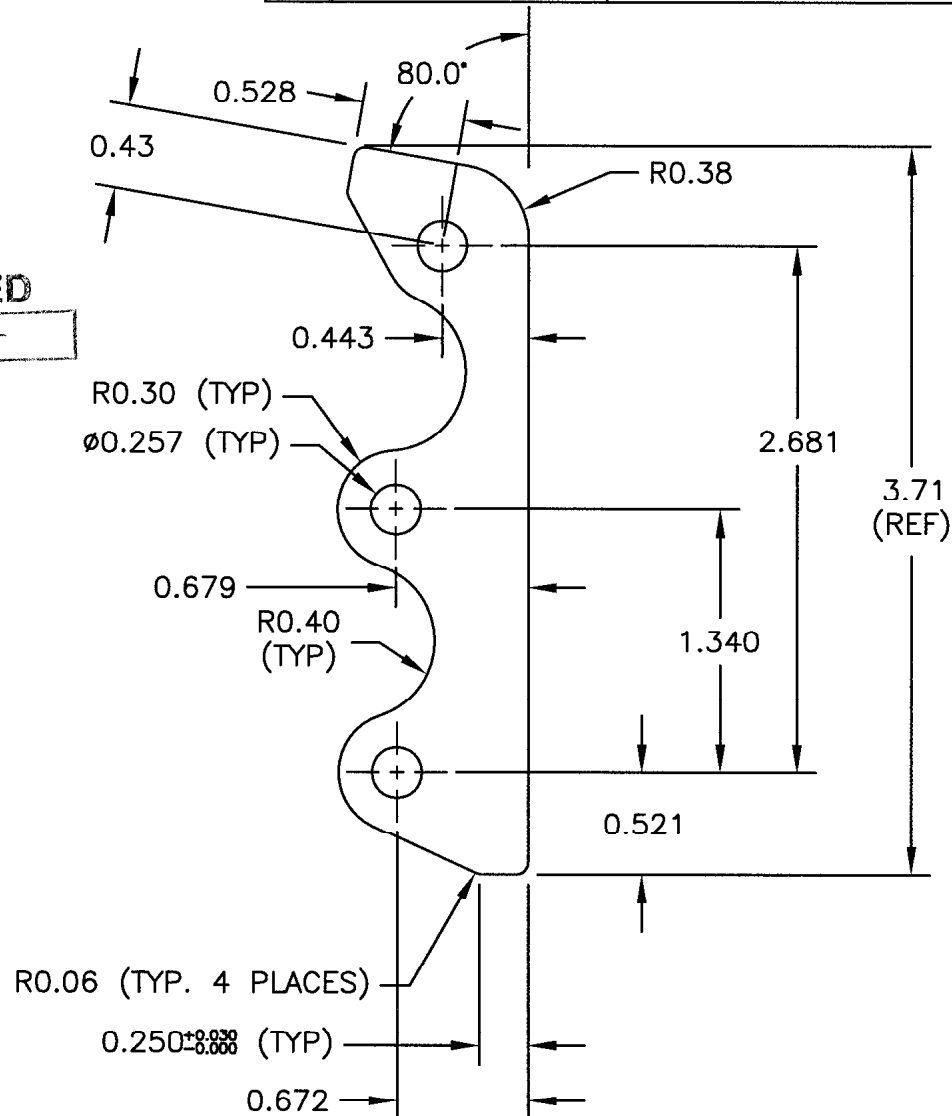 80.0°
0.528
0.43
R0.38
ED
0.443
R0.30 (TYP)
ø0.257 (TYP)
2.681
3.71
(REF)
0.679
R0.40
(TYP)
1.340
0.521
R0.06 (TYP. 4 PLACES)
0.250+0.030 -0.000 (TYP)
0.672